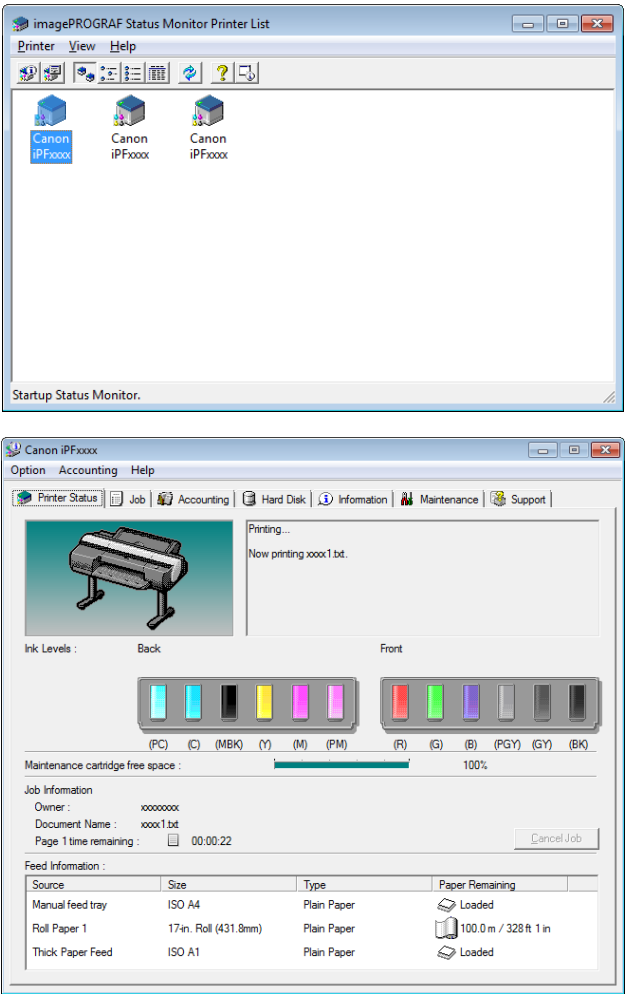 imagePROGRAF Status Monitor Printer List
Printer View Help
Canon Canon Canon
iPFxxxx iPFxxxx iPFxxxx
Startup Status Monitor.
Canon iPFxxxx
Option Accounting Help
Printer Status Job Accounting Hard Disk Information Maintenance Support
Printing...
Now printing xxxx1.txt.
Ink Levels : Back Front
(PC) (C) (MBK) (Y) (M) (PM) (R) (G) (B) (PGY) (GY) (BK)
Maintenance cartridge free space : 100%
Job Information
Owner : xxxxxxxx
Document Name : xxxx1.txt
Page 1 time remaining : 00:00:22
Cancel Job
Feed Information :
Source Size Type Paper Remaining
Manual feed tray ISO A4 Plain Paper Loaded
Roll Paper 1 17-in. Roll (431.8mm) Plain Paper 100.0 m / 328 ft 1 in
Thick Paper Feed ISO A1 Plain Paper Loaded